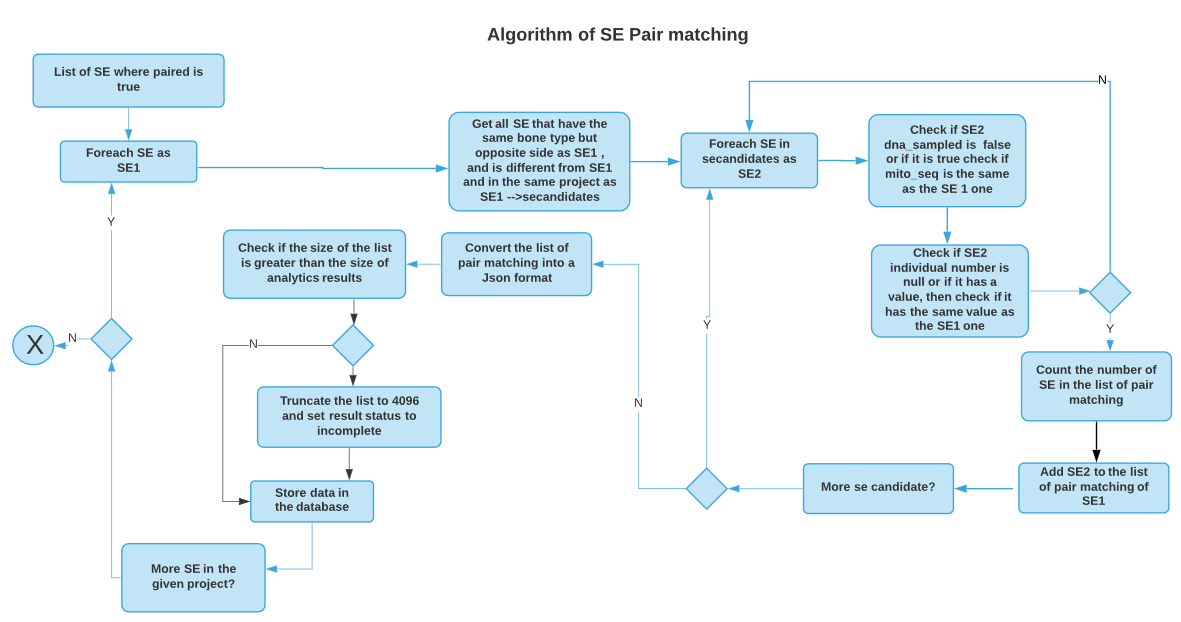 Algorithm of SE Pair matching
List of SE where paired is
true
Foreach SE as
SE1
Get all SE that have the
same bone type but
opposite side as SE1 ,
and is different from SE1
and in the same project as
SE1 -->secandidates
Foreach SE in
secandidates as
SE2
Check if SE2
dna_sampled is false
or if it is true check if
mito_seq is the same
as the SE 1 one
N
Check if SE2
individual number is
null or if it has a
value, then check if it
has the same value as
the SE1 one
Y
Count the number of
SE in the list of pair
matching
Add SE2 to the list
of pair matching of
SE1
More se candidate?
Y
N
Convert the list of
pair matching into a
Json format
Check if the size of the list
is greater than the size of
analytics results
N
Truncate the list to 4096
and set result status to
incomplete
Store data in
the database
More SE in the
given project?
Y
N
X